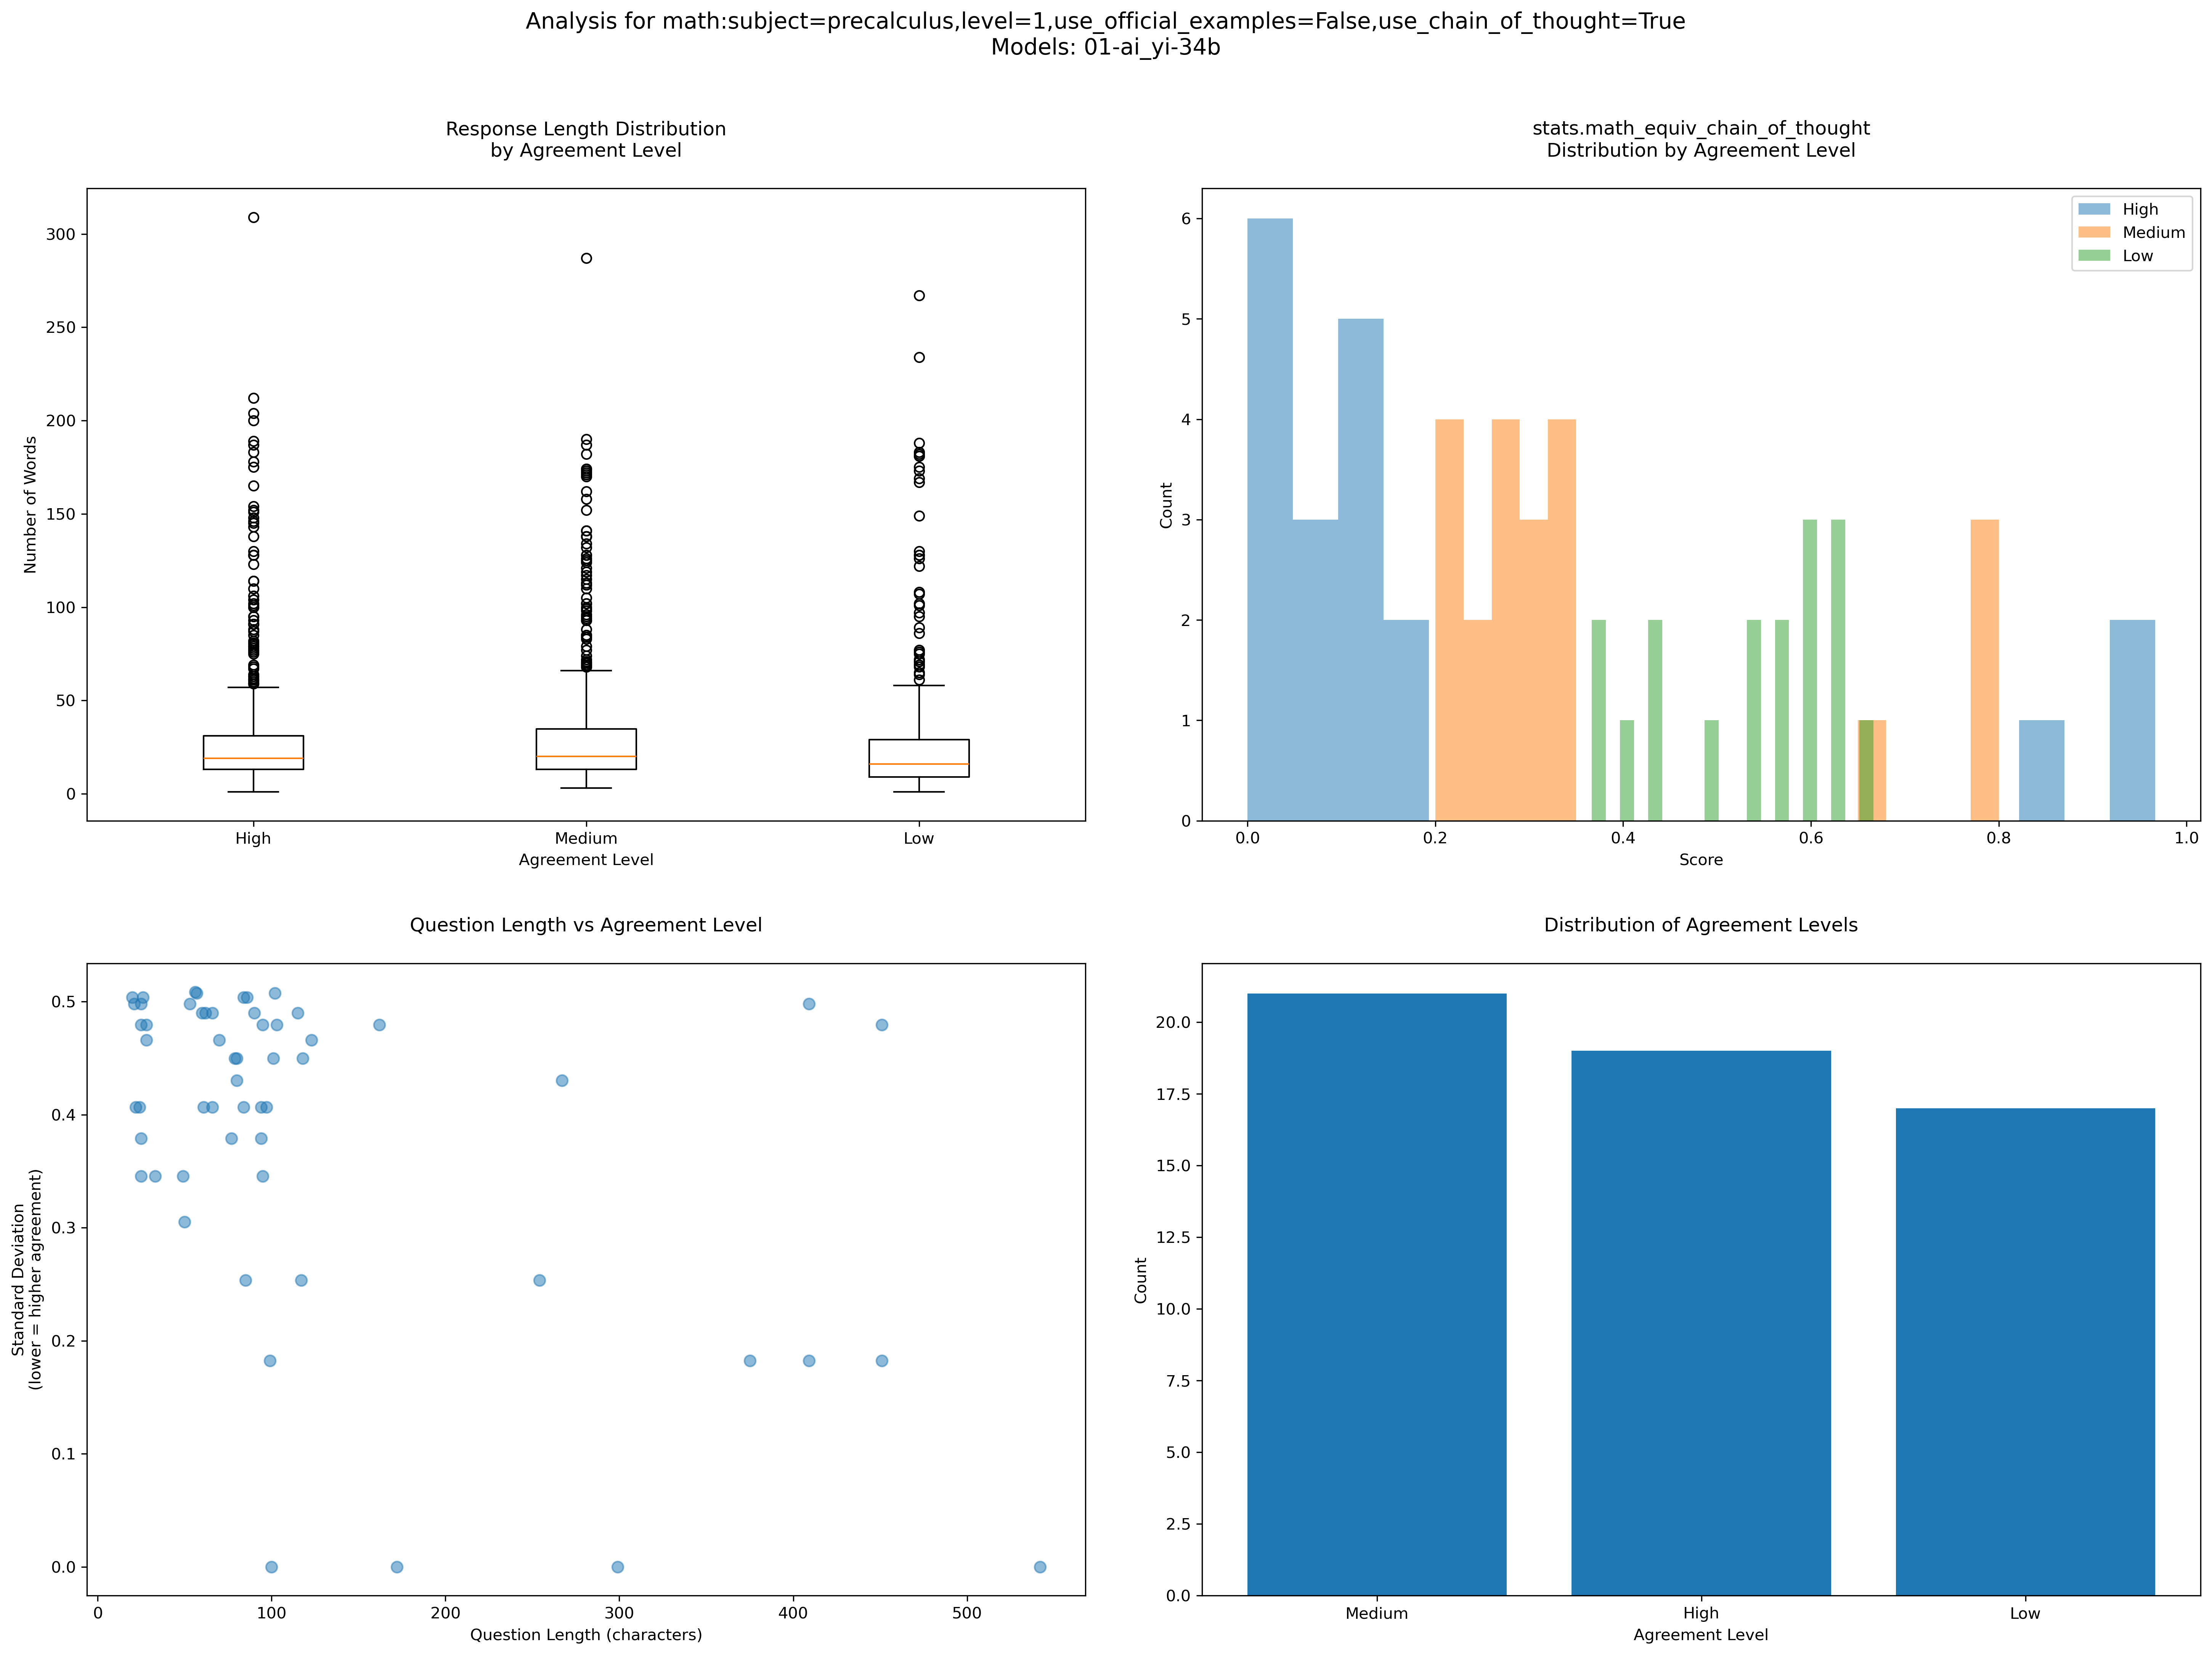 Analysis for math:subject=precalculus,level=1,use_official_examples=False,use_chain_of_thought=True
Models: 01-ai_yi-34b
Response Length Distribution
by Agreement Level
Number of Words
300
250
200
150
100
50
0
High
Medium
Low
Agreement Level
stats.math_equiv_chain_of_thought
Distribution by Agreement Level
High
Medium
Low
Count
6
5
4
3
2
1
0
0.0
0.2
0.4
0.6
0.8
1.0
Score
Question Length vs Agreement Level
Standard Deviation
(lower = higher agreement)
0.5
0.4
0.3
0.2
0.1
0.0
0
100
200
300
400
500
Question Length (characters)
Distribution of Agreement Levels
Count
20.0
17.5
15.0
12.5
10.0
7.5
5.0
2.5
0.0
Medium
High
Low
Agreement Level